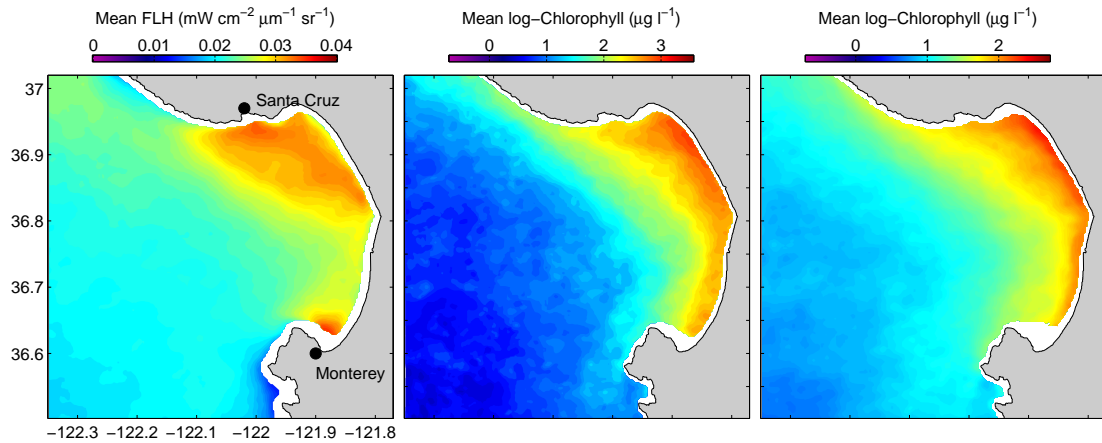 Mean FLH (mW cm⁻² μm⁻¹ sr⁻¹)
0 0.01 0.02 0.03 0.04
Mean log−Chlorophyll (μg l⁻¹)
0 1 2 3
Mean log−Chlorophyll (μg l⁻¹)
0 1 2
37
36.9
36.8
36.7
36.6
Santa Cruz
Monterey
−122.3 −122.2 −122.1 −122 −121.9 −121.8